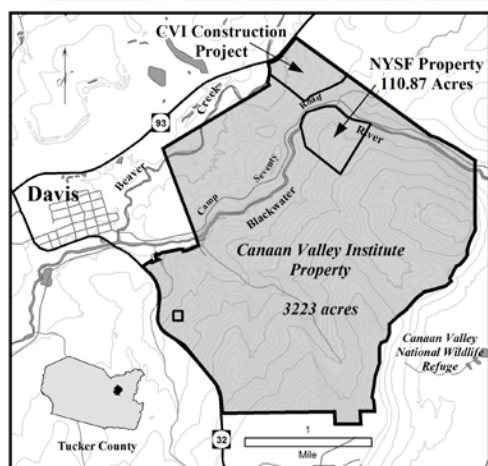 CVI Construction
Project
NYSF Property
110.87 Acres
93
Creek
Beaver
Road
River
Davis
Camp
Seventy
Blackwater
Canaan Valley Institute
Property
3223 acres
Canaan Valley
National Wildlife
Refuge
Tucker County
32
1
Mile